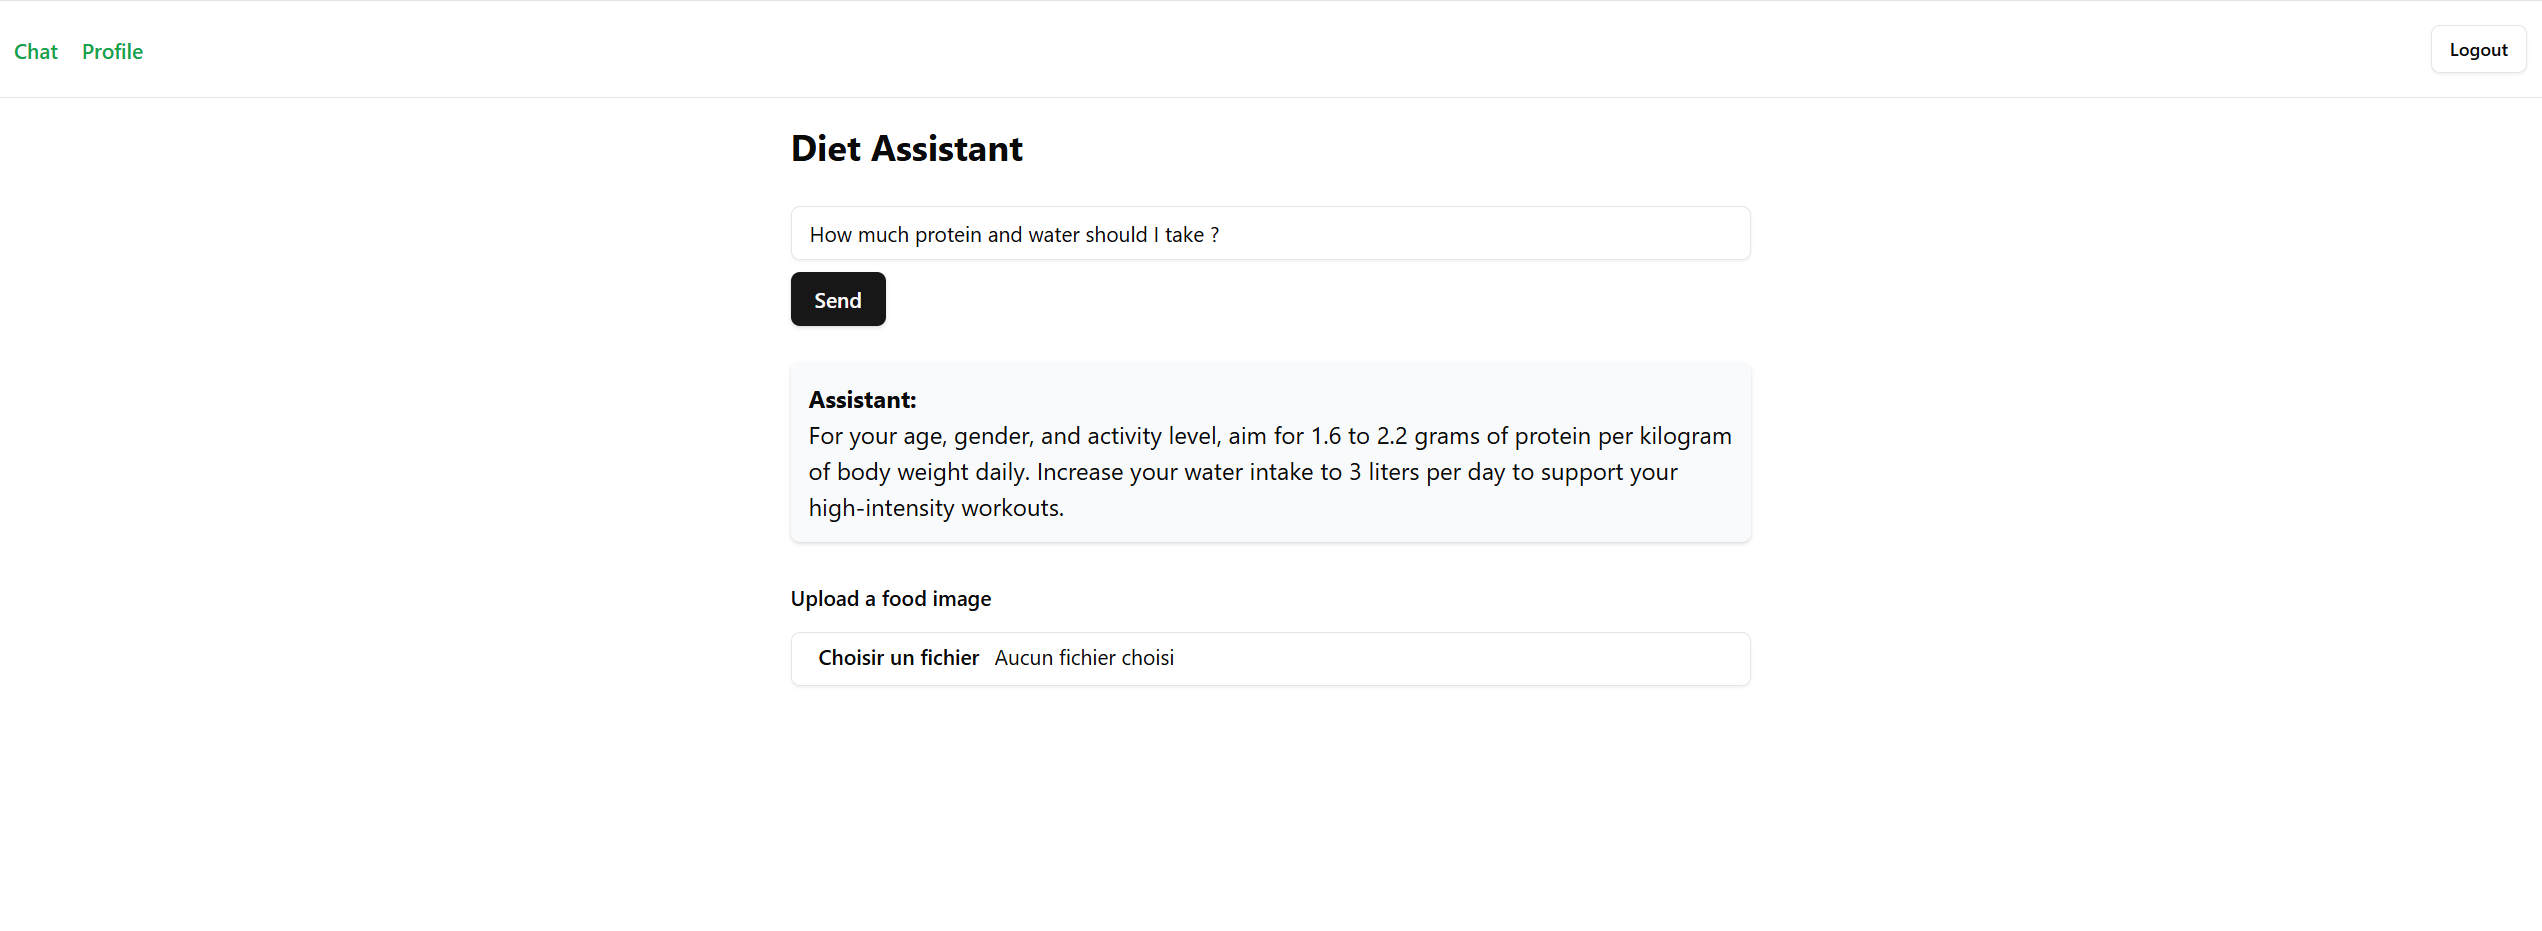 Chat Profile Logout
Diet Assistant
How much protein and water should I take ?
Send
Assistant:
For your age, gender, and activity level, aim for 1.6 to 2.2 grams of protein per kilogram
of body weight daily. Increase your water intake to 3 liters per day to support your
high-intensity workouts.
Upload a food image
Choisir un fichier Aucun fichier choisi